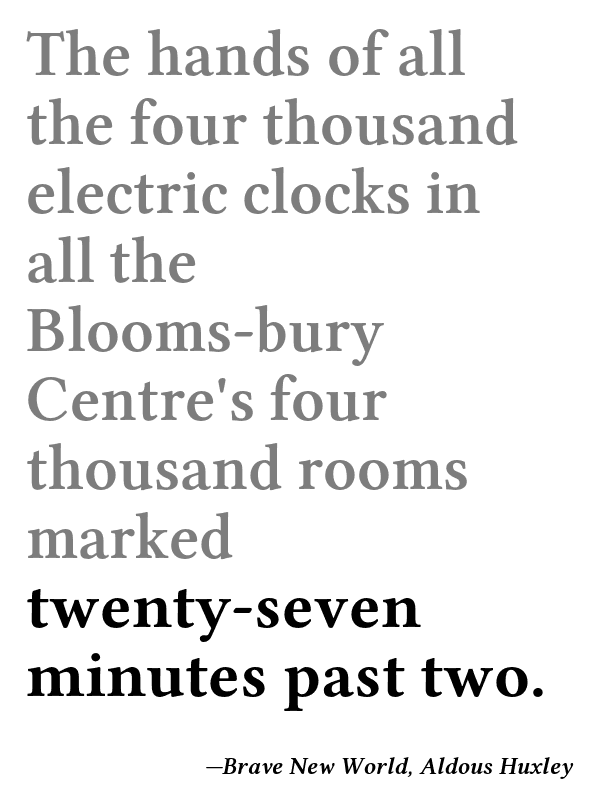 The hands of all
the four thousand
electric clocks in
all the
Blooms-bury
Centre's four
thousand rooms
marked
twenty-seven
minutes past two.
—Brave New World, Aldous Huxley